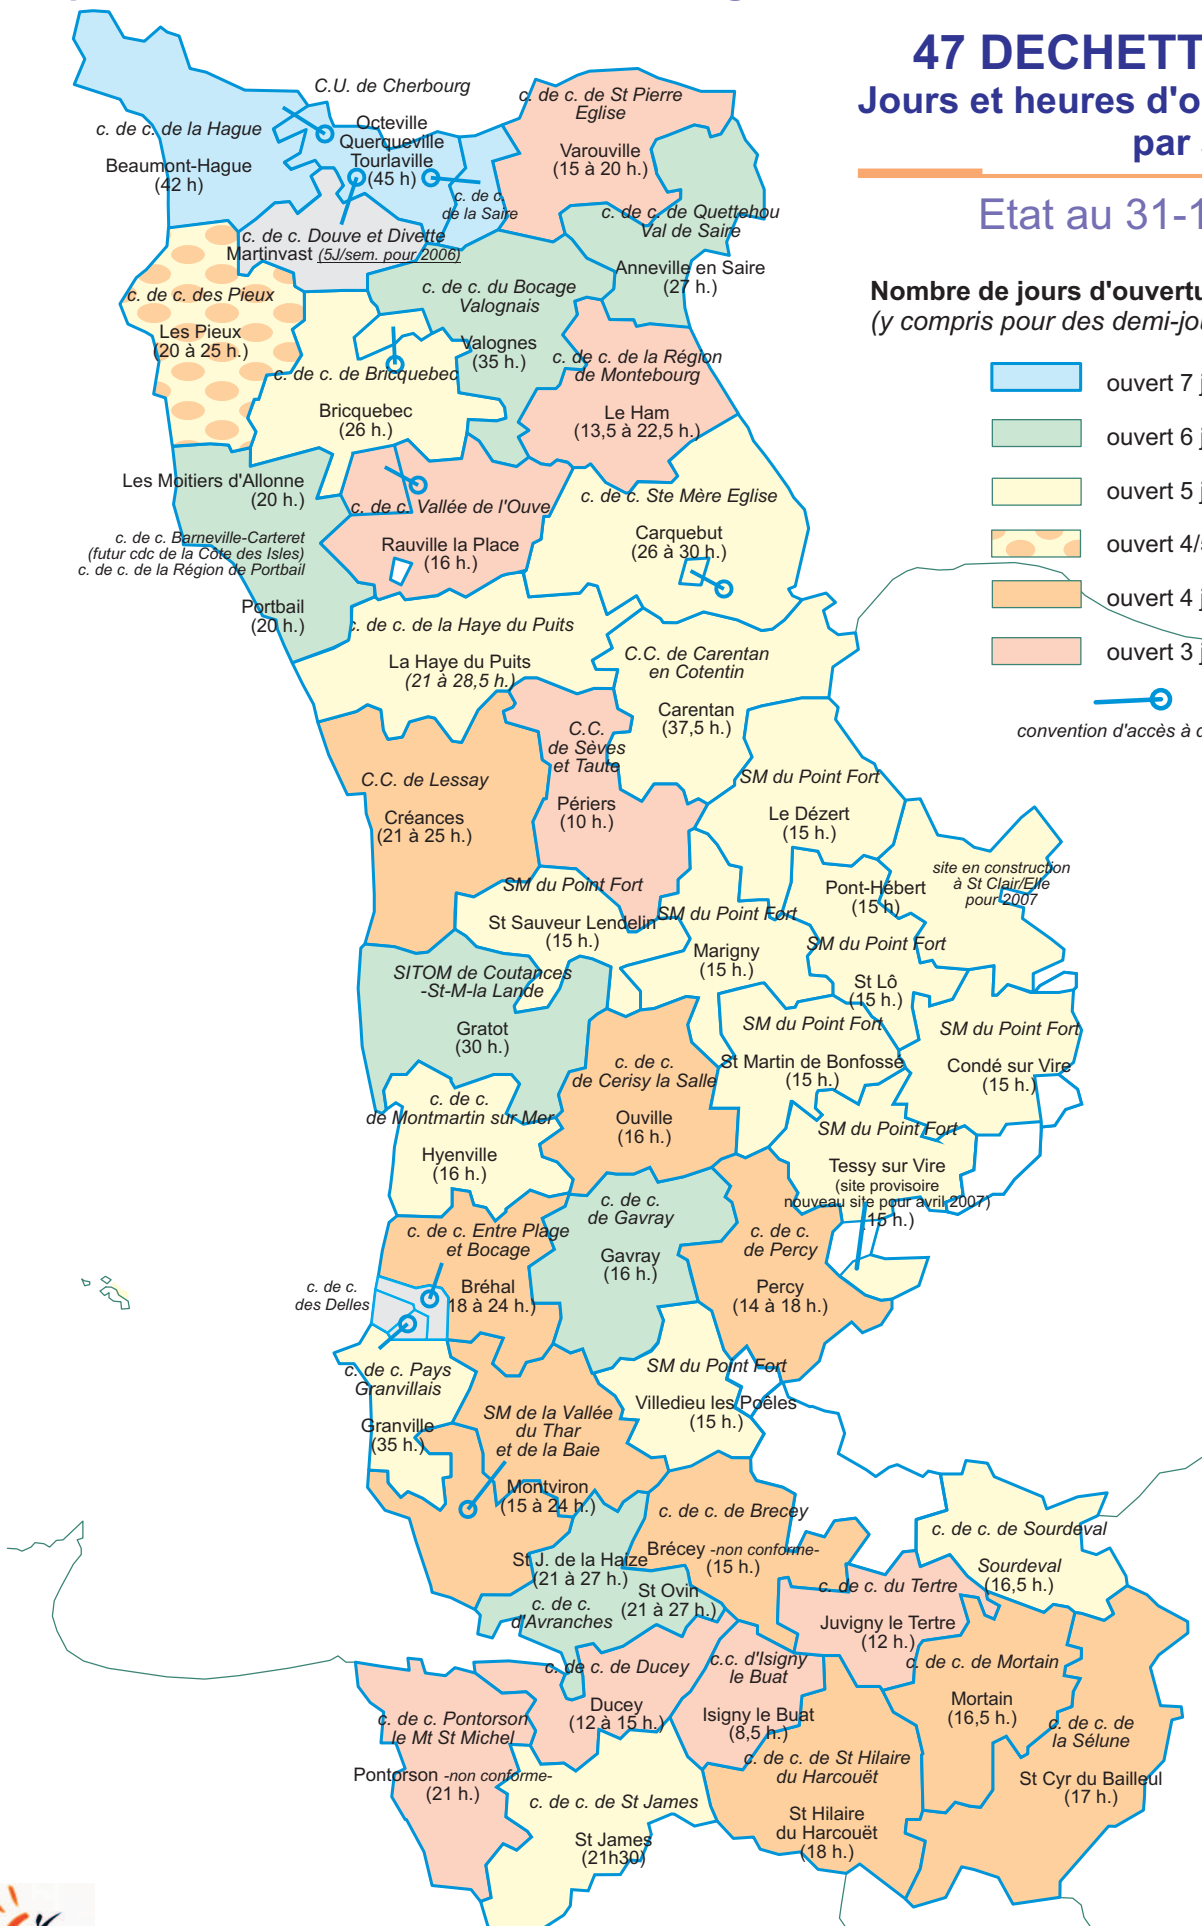 47 DECHETT
Jours et heures d'o
par
Etat au 31-1
Nombre de jours d'ouvertu
(y compris pour des demi-jou
ouvert 7 j
ouvert 6 j
ouvert 5 j
ouvert 4/5
ouvert 4 j
ouvert 3 j
convention d'accès à d
C.U. de Cherbourg
Octeville
Querqueville
Tourlaville
(45 h)
c. de c. de la Hague
Beaumont-Hague
(42 h)
c. de c. de St Pierre
Eglise
Varouville
(15 à 20 h.)
c. de c.
de la Saire
c. de c. de Quettehou
Val de Saire
Anneville en Saire
(27 h.)
c. de c. Douve et Divette
Martinvast (5J/sem. pour 2006)
c. de c. des Pieux
Les Pieux
(20 à 25 h.)
c. de c. du Bocage
Valognais
Valognes
(35 h.)
c. de c. de la Région
de Montebourg
Le Ham
(13,5 à 22,5 h.)
c. de c. de Bricquebec
Bricquebec
(26 h.)
Les Moitiers d'Allonne
(20 h.)
c. de c. Barneville-Carteret
(futur cdc de la Côte des Isles)
c. de c. de la Région de Portbail
Portbail
(20 h.)
c. de c. Vallée de l'Ouve
Rauville la Place
(16 h.)
c. de c. Ste Mère Eglise
Carquebut
(26 à 30 h.)
c. de c. de la Haye du Puits
La Haye du Puits
(21 à 28,5 h.)
C.C. de Carentan
en Cotentin
Carentan
(37,5 h.)
C.C.
de Sèves
et Taute
Périers
(10 h.)
C.C. de Lessay
Créances
(21 à 25 h.)
SM du Point Fort
Le Dézert
(15 h.)
Pont-Hébert
(15 h)
SM du Point Fort
site en construction
à St Clair/Elle
pour 2007
SM du Point Fort
St Sauveur Lendelin
(15 h.)
SM du Point Fort
Marigny
(15 h.)
St Lô
(15 h.)
SITOM de Coutances
-St-M-la Lande
Gratot
(30 h.)
SM du Point Fort
St Martin de Bonfossé
(15 h.)
SM du Point Fort
Condé sur Vire
(15 h.)
c. de c.
de Cerisy la Salle
Ouville
(16 h.)
c. de c.
de Montmartin sur Mer
Hyenville
(16 h.)
SM du Point Fort
Tessy sur Vire
(site provisoire
nouveau site pour avril 2007)
(15 h.)
c. de c.
de Gavray
Gavray
(16 h.)
c. de c.
de Percy
Percy
(14 à 18 h.)
c. de c. Entre Plage
et Bocage
Bréhal
18 à 24 h.)
c. de c.
des Delles
c. de c. Pays
Granvillais
Granville
(35 h.)
SM du Point Fort
Villedieu les Poêles
(15 h.)
SM de la Vallée
du Thar
et de la Baie
Montviron
(15 à 24 h.)
c. de c. de Brecey
Brécey -non conforme-
(15 h.)
c. de c. de Sourdeval
Sourdeval
(16,5 h.)
St J. de la Haize
(21 à 27 h.)
St Ovin
(21 à 27 h.)
c. de c.
d'Avranches
c. de c. du Tertre
Juvigny le Tertre
(12 h.)
c. de c. de Ducey
Ducey
(12 à 15 h.)
c.c. d'Isigny
le Buat
Isigny le Buat
(8,5 h.)
c. de c. de Mortain
Mortain
(16,5 h.)
c. de c. de
la Sélune
St Cyr du Bailleul
(17 h.)
c. de c. Pontorson
le Mt St Michel
Pontorson -non conforme-
(21 h.)
c. de c. de St Hilaire
du Harcouët
St Hilaire
du Harcouët
(18 h.)
c. de c. de St James
St James
(21h30)